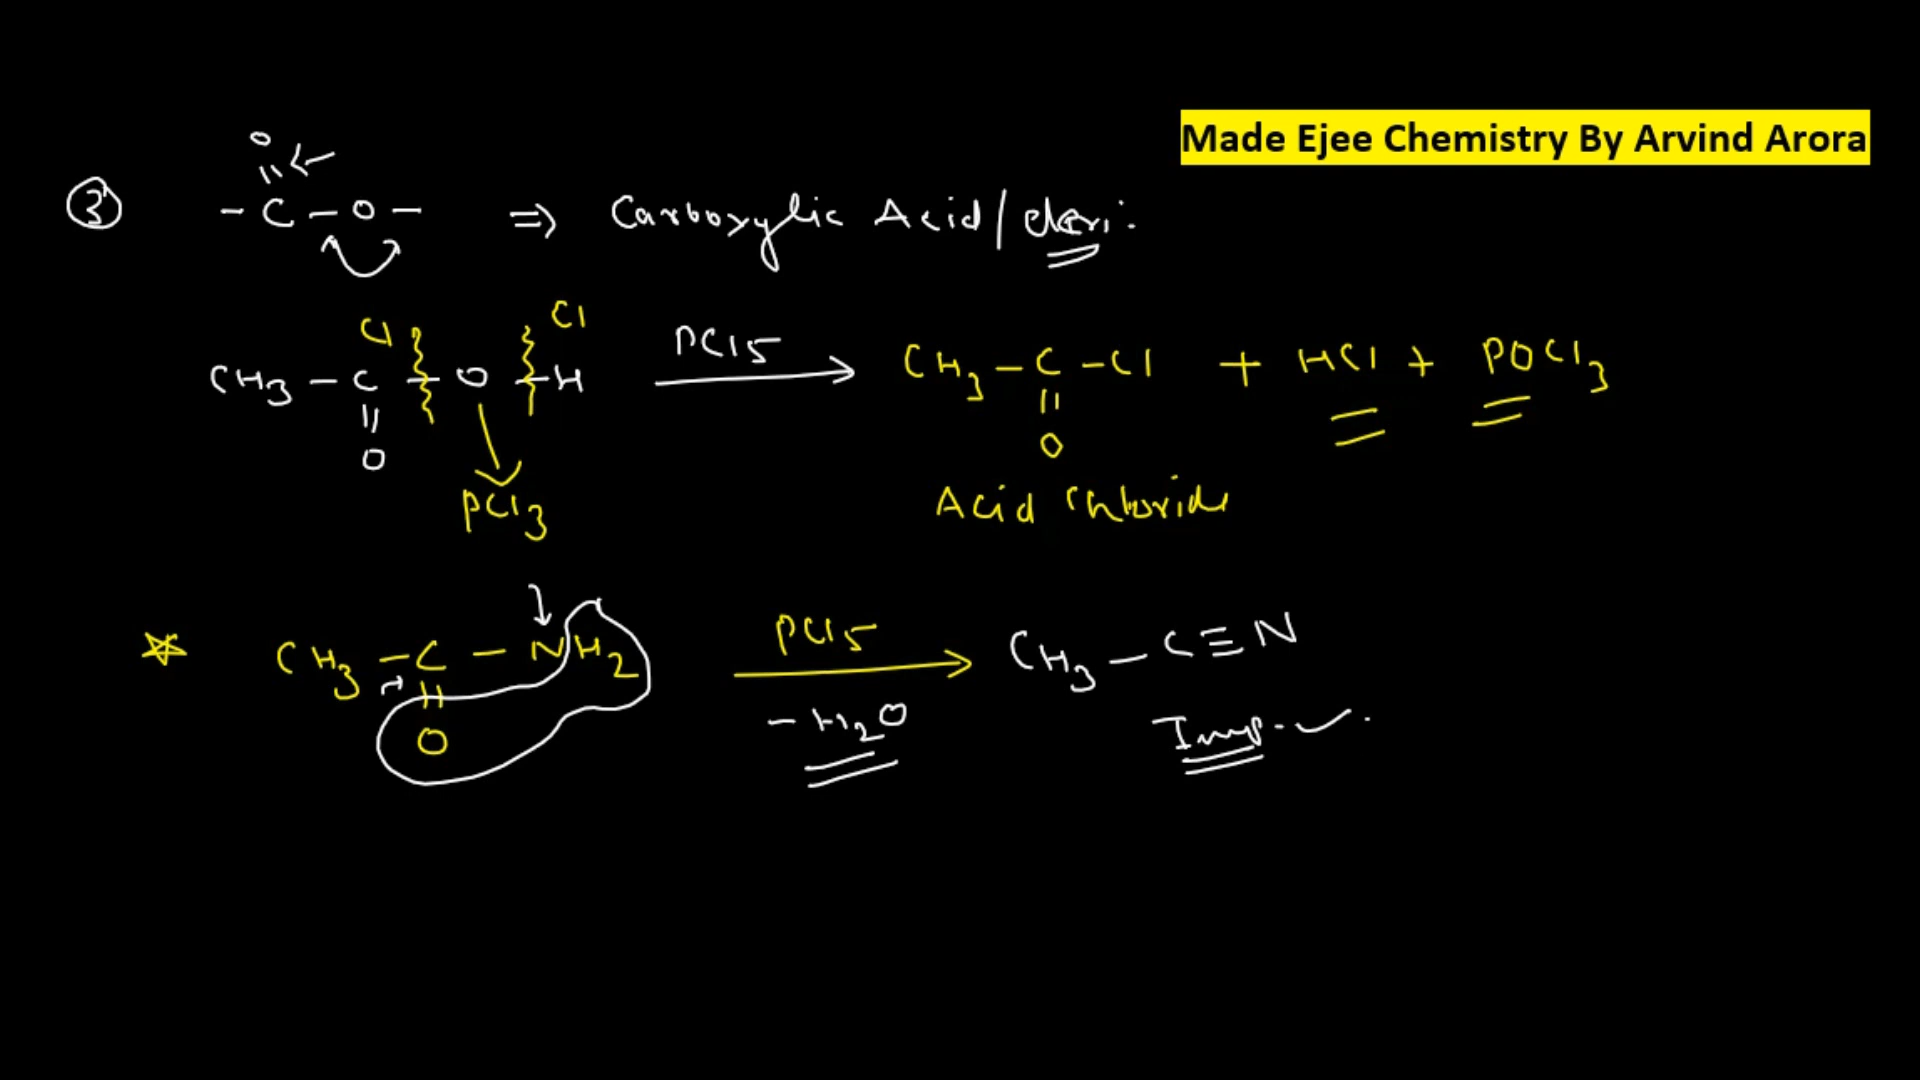 Made Ejee Chemistry By Arvind Arora
O
||
③ - C - O - ⇒ Carboxylic Acid/deri.
Cl Cl
CH3 - C - O - H PCl5 → CH3 - C - Cl + HCl + POCl3
|| ||
O O
PCl3 Acid Chloride
☆ CH3 - C - NH2 PCl5 → CH3 - C ≡ N
||
O - H2O Imp.